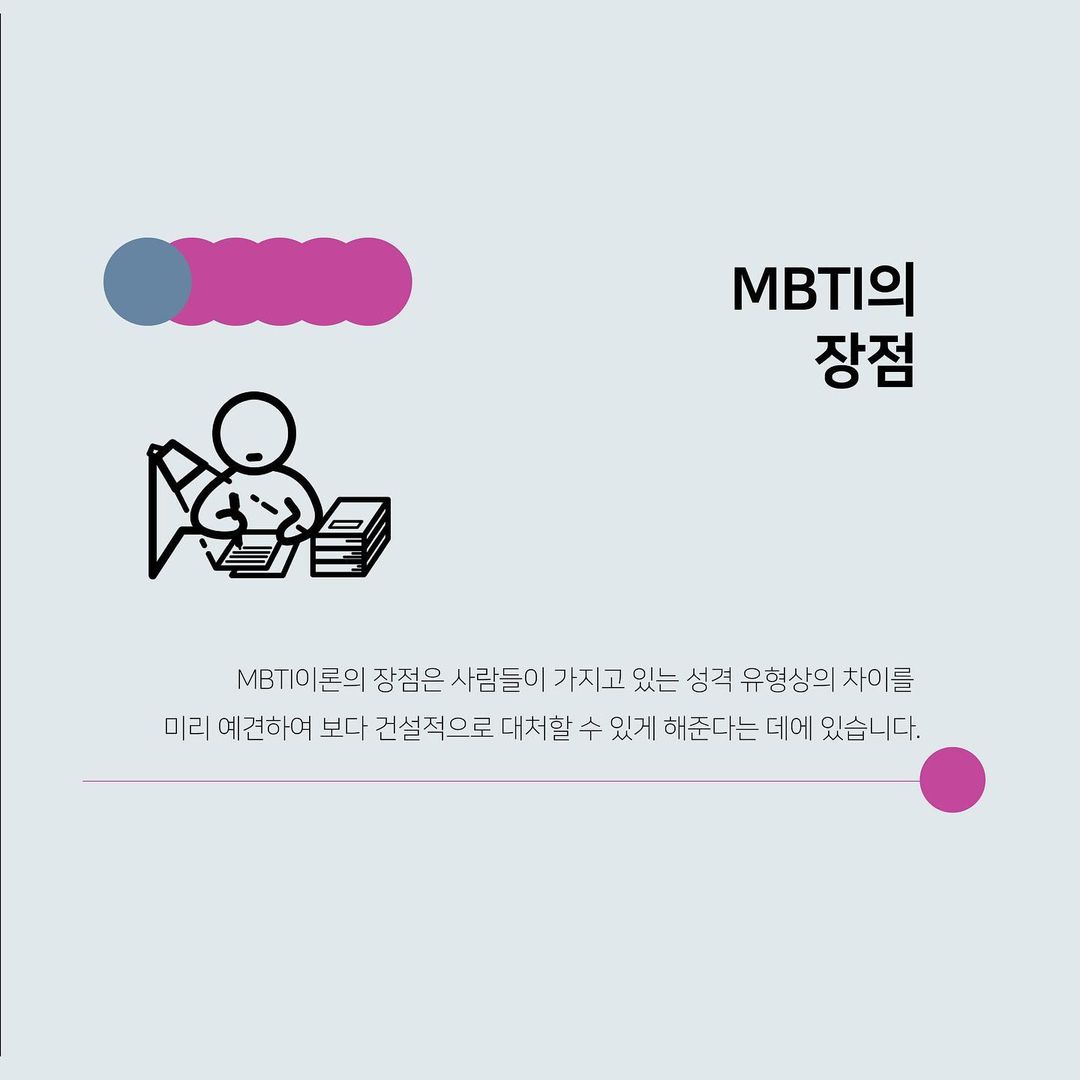 MBTI의
장점
MBTI이론의 장점은 사람들이 가지고 있는 성격 유형상의 차이를
미리 예견하여 보다 건설적으로 대처할 수 있게 해준다는 데에 있습니다.